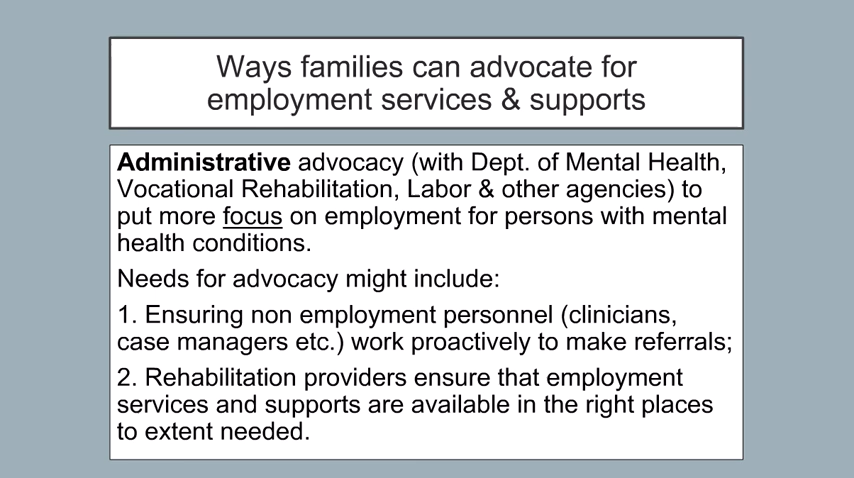 Ways families can advocate for
employment services & supports
Administrative advocacy (with Dept. of Mental Health,
Vocational Rehabilitation, Labor & other agencies) to
put more focus on employment for persons with mental
health conditions.
Needs for advocacy might include:
1. Ensuring non employment personnel (clinicians,
case managers etc.) work proactively to make referrals;
2. Rehabilitation providers ensure that employment
services and supports are available in the right places
to extent needed.